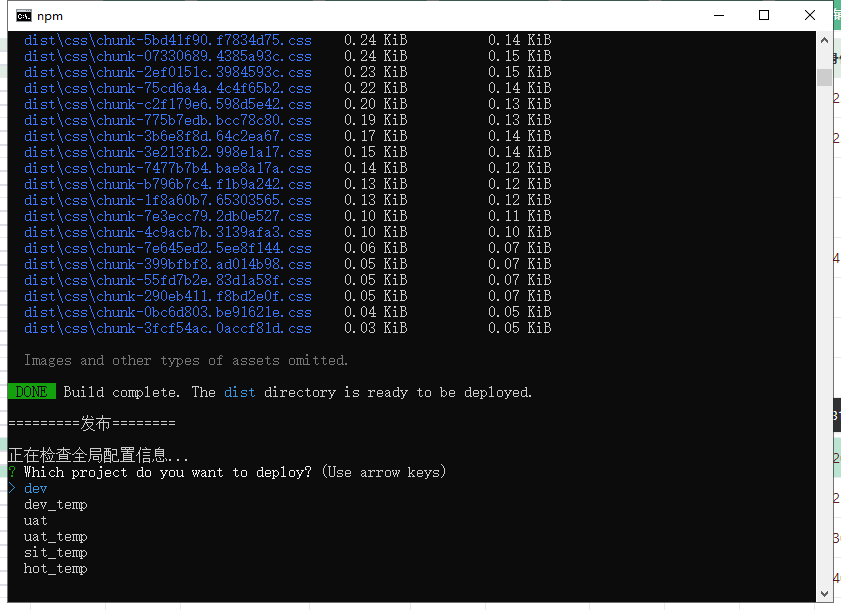 npm
dist\css\chunk-5bd41f90.f7834d75.css 0.24 KiB 0.14 KiB
dist\css\chunk-07330689.4385a93c.css 0.24 KiB 0.15 KiB
dist\css\chunk-2ef0151c.3984593c.css 0.23 KiB 0.15 KiB
dist\css\chunk-75cd6a4a.4c4f65b2.css 0.22 KiB 0.14 KiB
dist\css\chunk-c2f179e6.598d5e42.css 0.20 KiB 0.13 KiB
dist\css\chunk-775b7edb.bcc78c80.css 0.19 KiB 0.13 KiB
dist\css\chunk-3b6e8f8d.64c2ea67.css 0.17 KiB 0.14 KiB
dist\css\chunk-3e213fb2.998e1a17.css 0.15 KiB 0.14 KiB
dist\css\chunk-7477b7b4.bae8a17a.css 0.14 KiB 0.12 KiB
dist\css\chunk-b796b7c4.f1b9a242.css 0.13 KiB 0.12 KiB
dist\css\chunk-1f8a60b7.65303565.css 0.13 KiB 0.12 KiB
dist\css\chunk-7e3ecc79.2db0e527.css 0.10 KiB 0.11 KiB
dist\css\chunk-4c9acb7b.3139afa3.css 0.10 KiB 0.10 KiB
dist\css\chunk-7e645ed2.5ee8f144.css 0.06 KiB 0.07 KiB
dist\css\chunk-399bfbf8.ad014b98.css 0.05 KiB 0.07 KiB
dist\css\chunk-55fd7b2e.83d1a58f.css 0.05 KiB 0.07 KiB
dist\css\chunk-290eb411.f8bd2e0f.css 0.05 KiB 0.07 KiB
dist\css\chunk-0bc6d803.be91621e.css 0.04 KiB 0.05 KiB
dist\css\chunk-3fcf54ac.0accf81d.css 0.03 KiB 0.05 KiB
Images and other types of assets omitted.
DONE Build complete. The dist directory is ready to be deployed.
=========发布========
正在检查全局配置信息...
? Which project do you want to deploy? (Use arrow keys)
> dev
dev_temp
uat
uat_temp
sit_temp
hot_temp